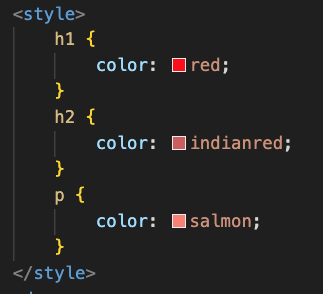 <style>
h1 {
color: red;
}
h2 {
color: indianred;
}
p {
color: salmon;
}
</style>